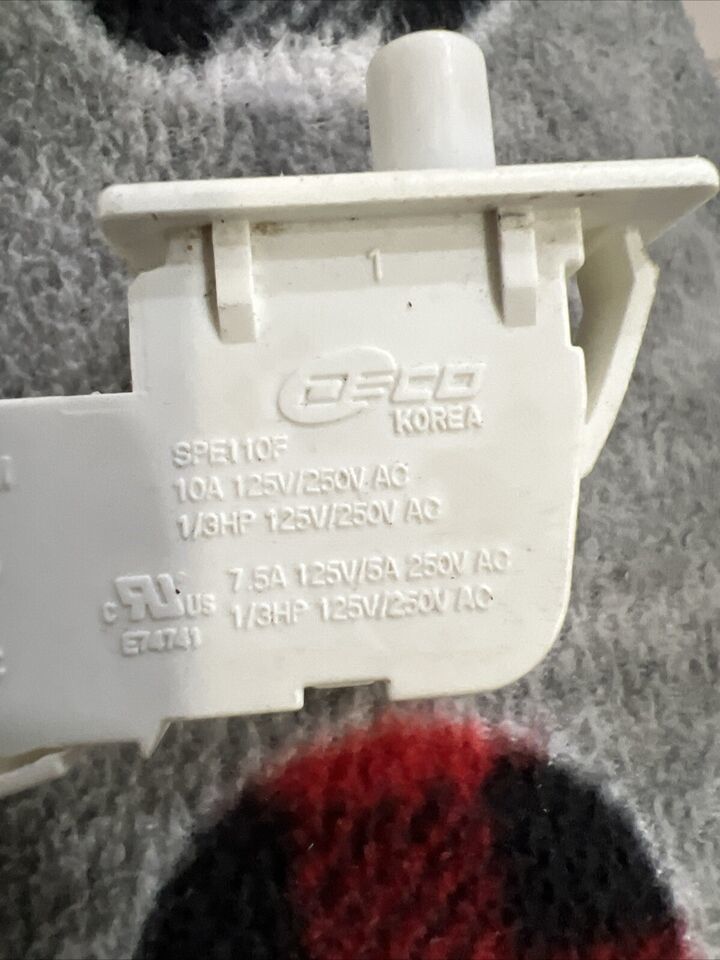 1
DECO
KOREA
SPE110F
10A 125V/250V AC
1/3HP 125V/250V AC
7.5A 125V/5A 250V AC
1/3HP 125V/250V AC
c RU US
E74741